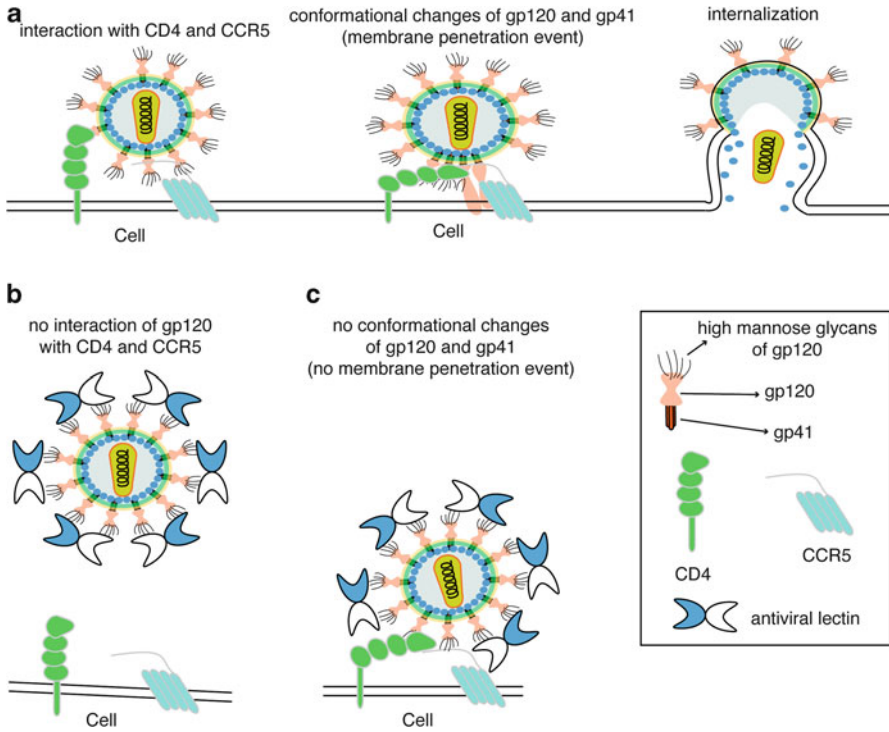 a
interaction with CD4 and CCR5
conformational changes of gp120 and gp41
(membrane penetration event)
internalization
Cell
Cell
b
no interaction of gp120
with CD4 and CCR5
Cell
c
no conformational changes
of gp120 and gp41
(no membrane penetration event)
Cell
high mannose glycans
of gp120
gp120
gp41
CD4
CCR5
antiviral lectin